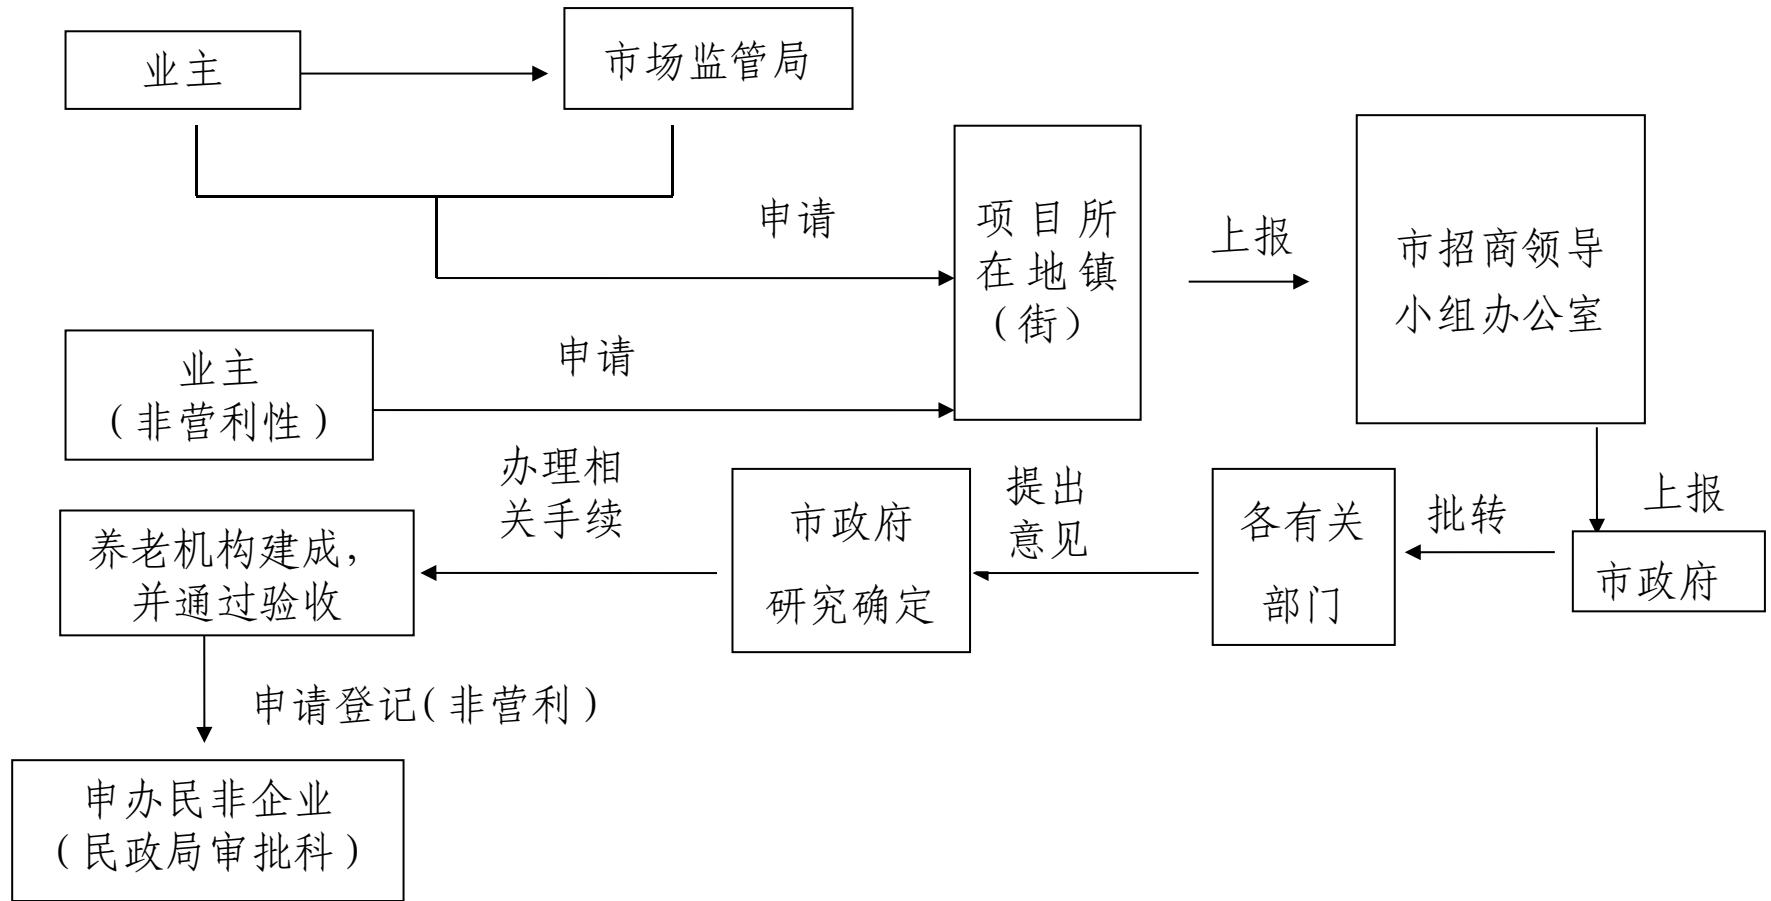 业主
市场监管局
申请
项目所
在地镇
（街）
上报
市招商领导
小组办公室
业主
（非营利性）
申请
上报
市政府
批转
各有关
部门
提出
意见
市政府
研究确定
办理相
关手续
养老机构建成，
并通过验收
申请登记（非营利）
申办民非企业
（民政局审批科）